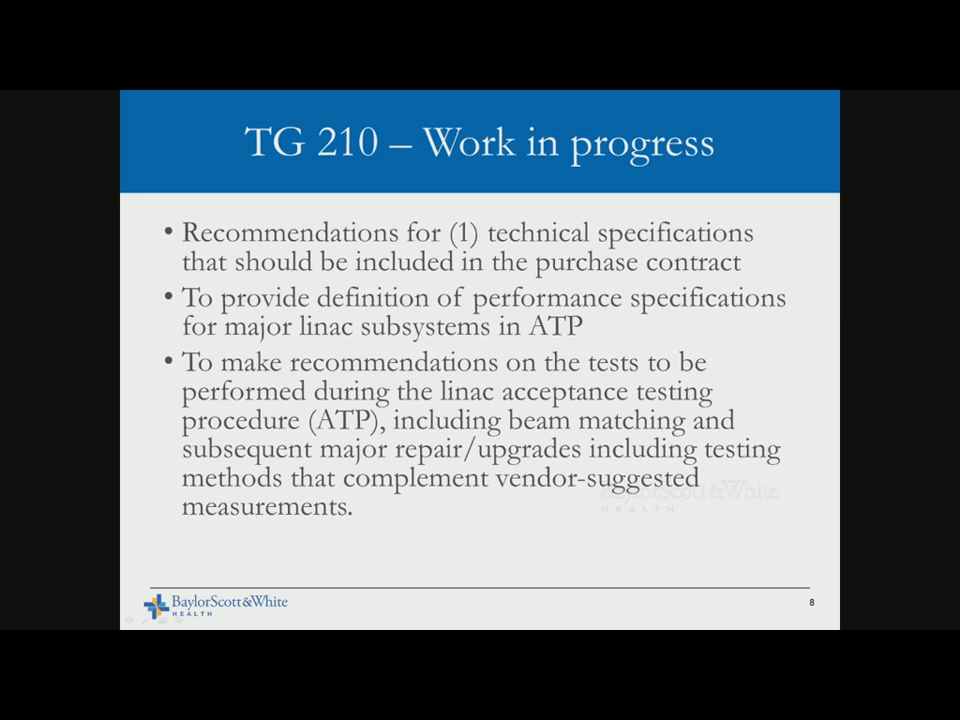 TG 210 – Work in progress
• Recommendations for (1) technical specifications
that should be included in the purchase contract
• To provide definition of performance specifications
for major linac subsystems in ATP
• To make recommendations on the tests to be
performed during the linac acceptance testing
procedure (ATP), including beam matching and
subsequent major repair/upgrades including testing
methods that complement vendor-suggested
measurements.
BaylorScott&White
HEALTH
BaylorScott&White
HEALTH
8